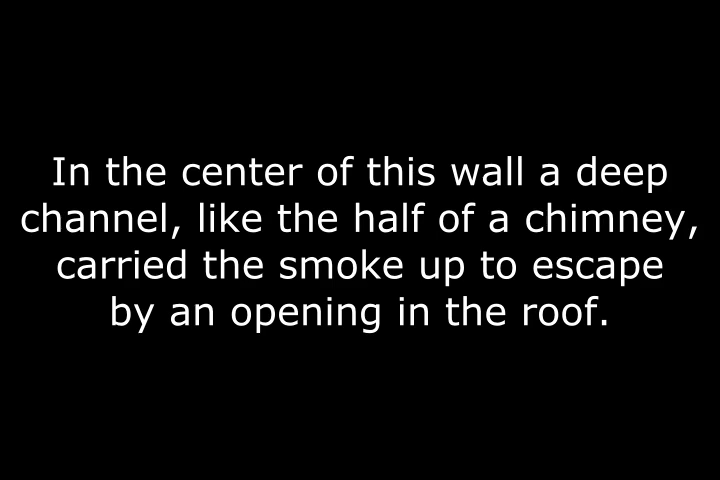 In the center of this wall a deep
channel, like the half of a chimney,
carried the smoke up to escape
by an opening in the roof.